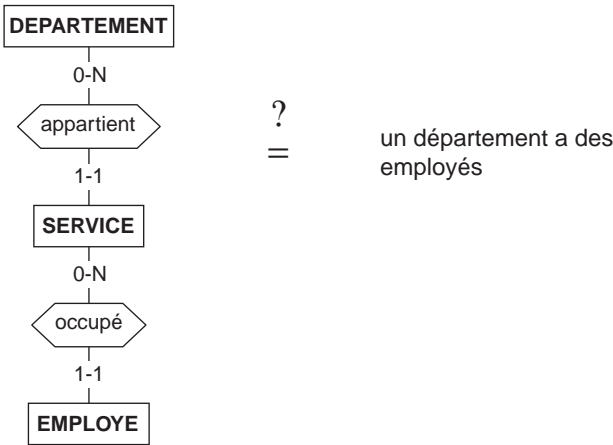 DEPARTEMENT
0-N
appartient
1-1
SERVICE
0-N
occupé
1-1
EMPLOYE
?
=
un département a des
employés